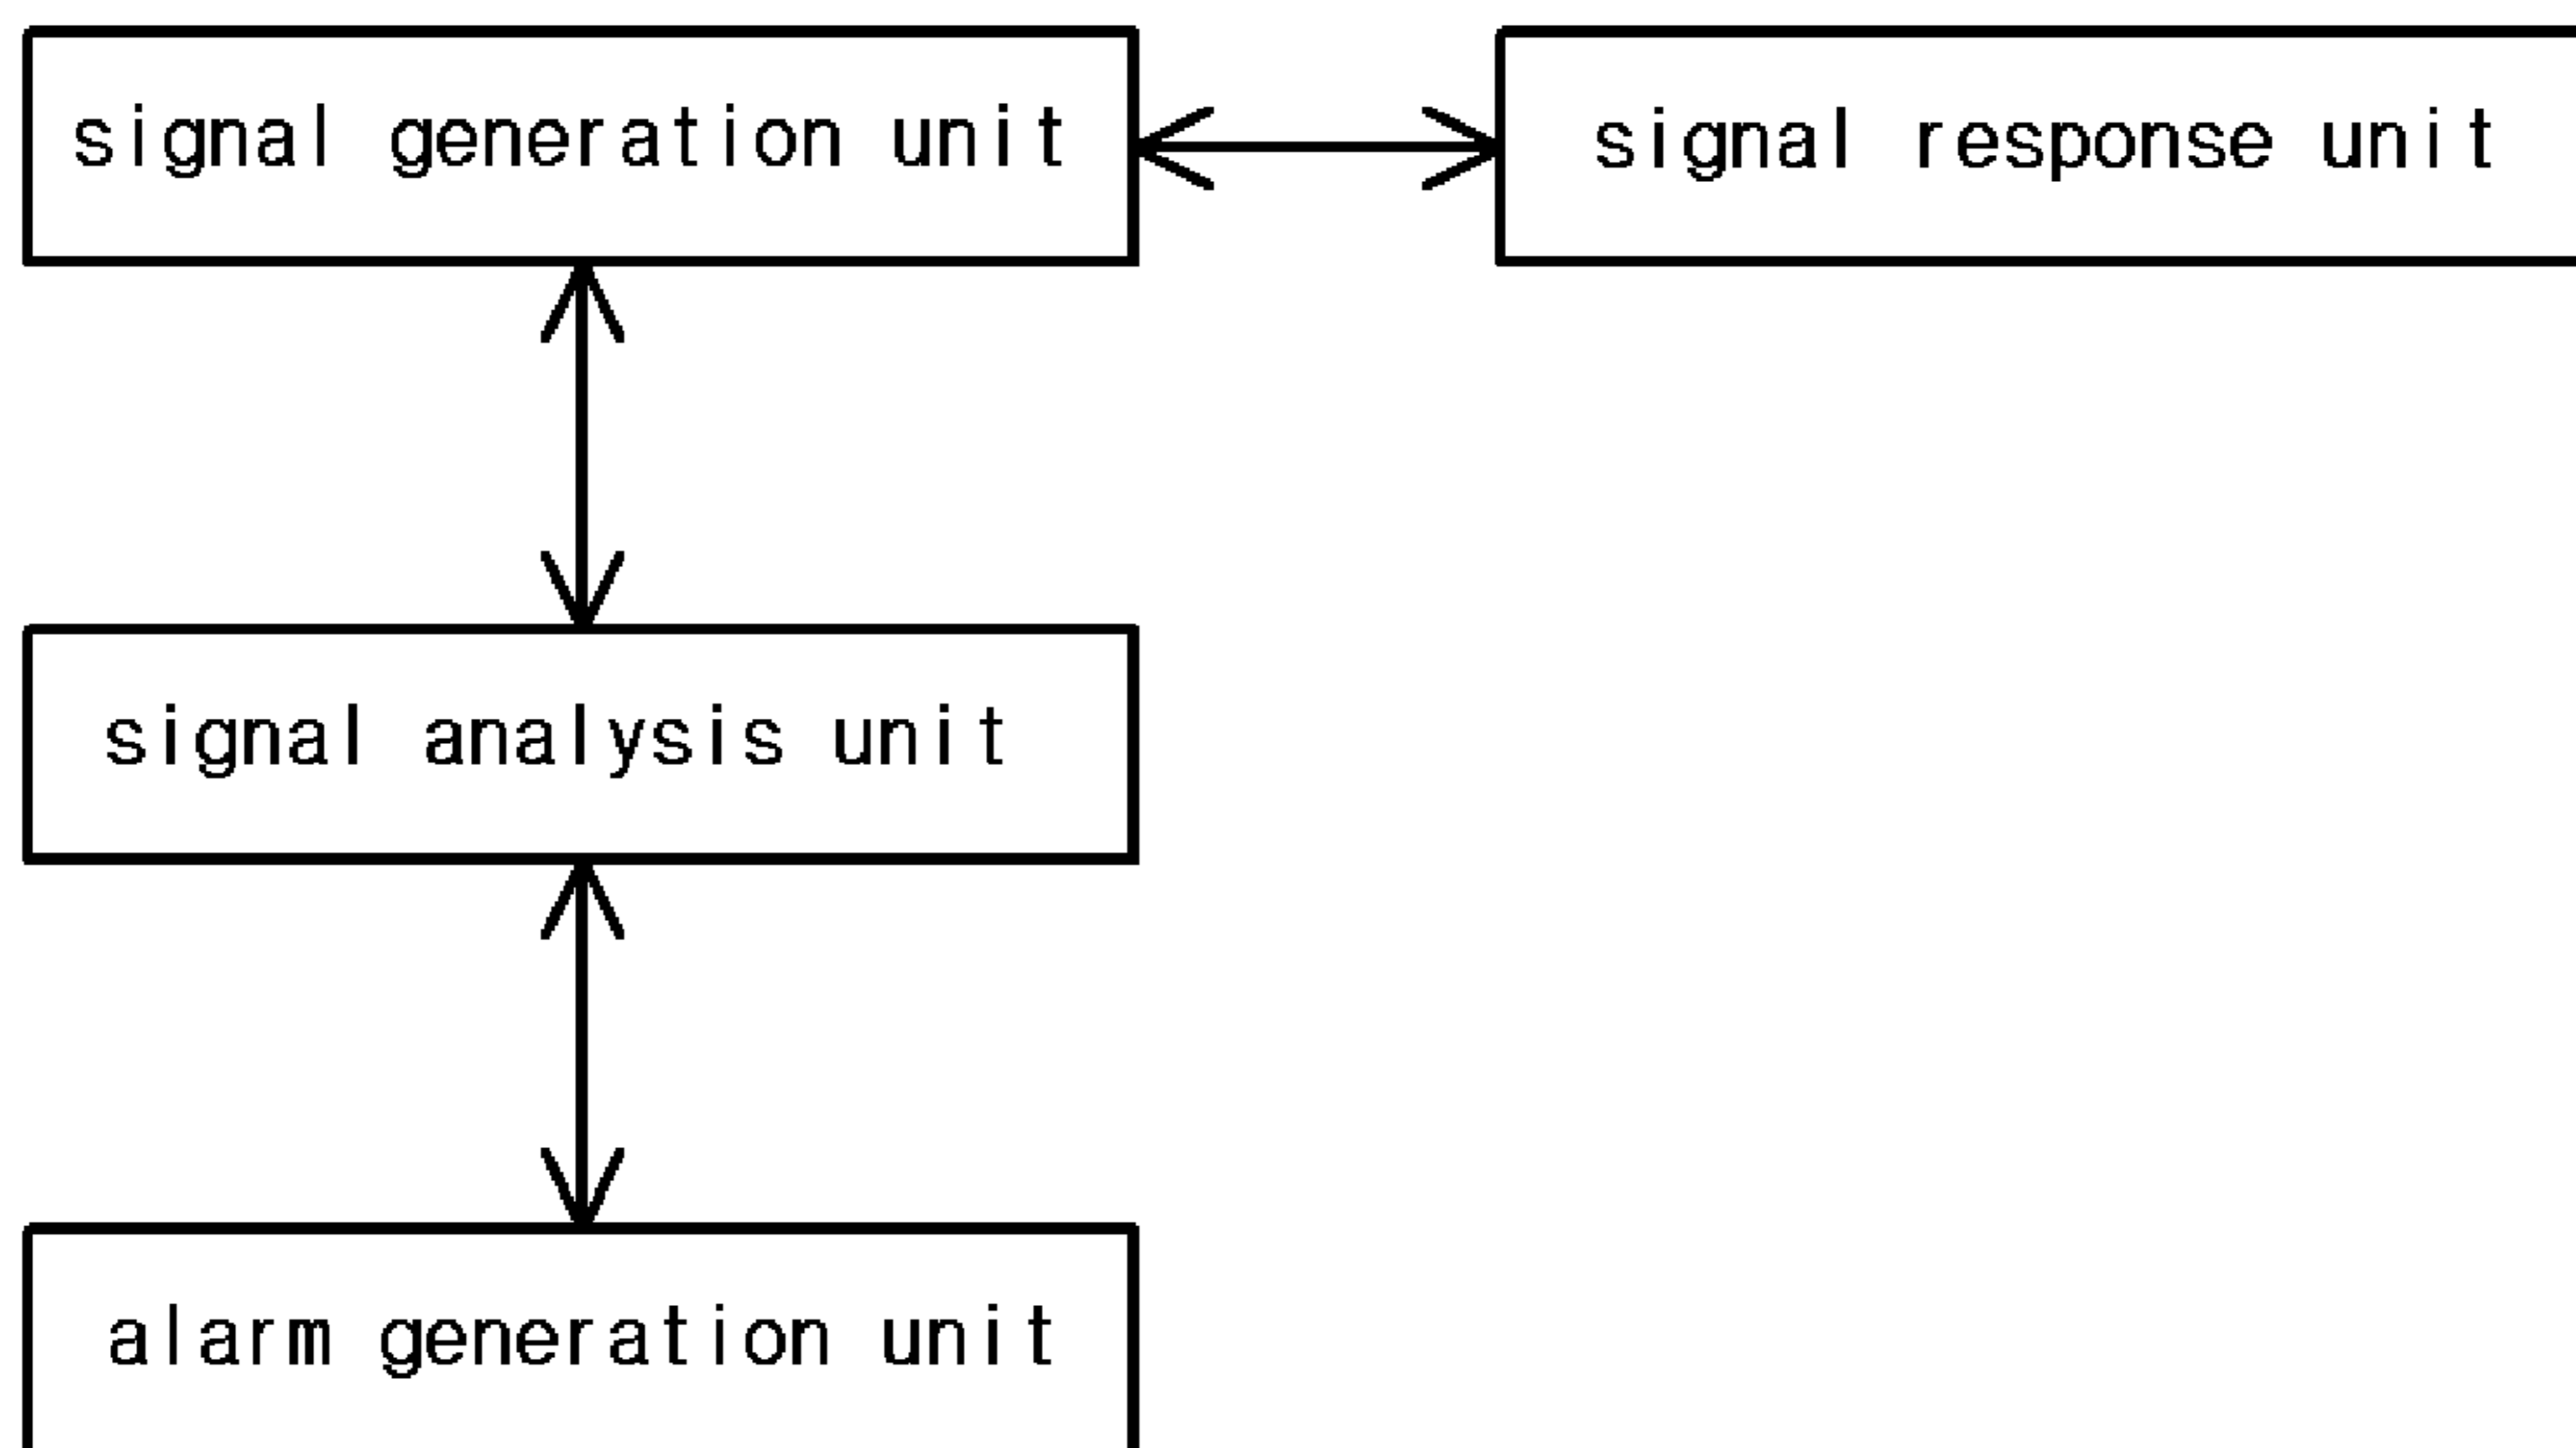 signal generation unit
signal response unit
signal analysis unit
alarm generation unit